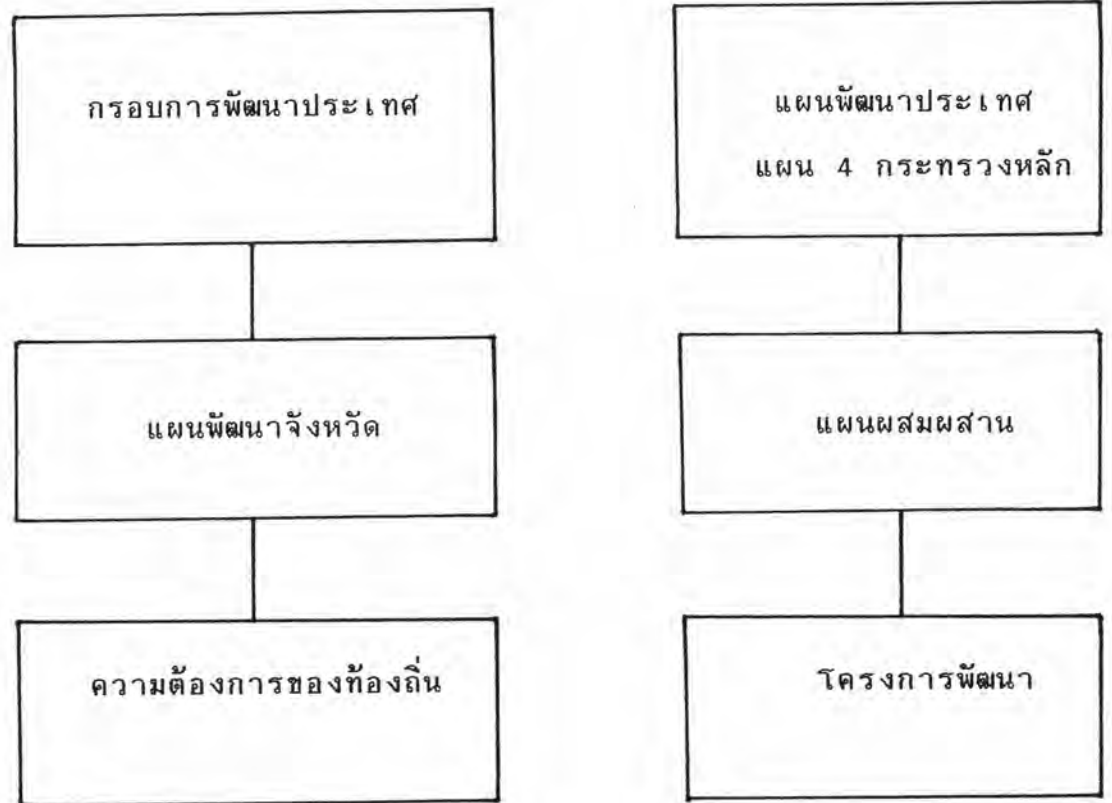 กรอบการพัฒนาประเทศ
แผนพัฒนาจังหวัด
ความต้องการของท้องถิ่น
แผนพัฒนาประเทศ
แผน 4 กระทรวงหลัก
แผนผสมผสาน
โครงการพัฒนา